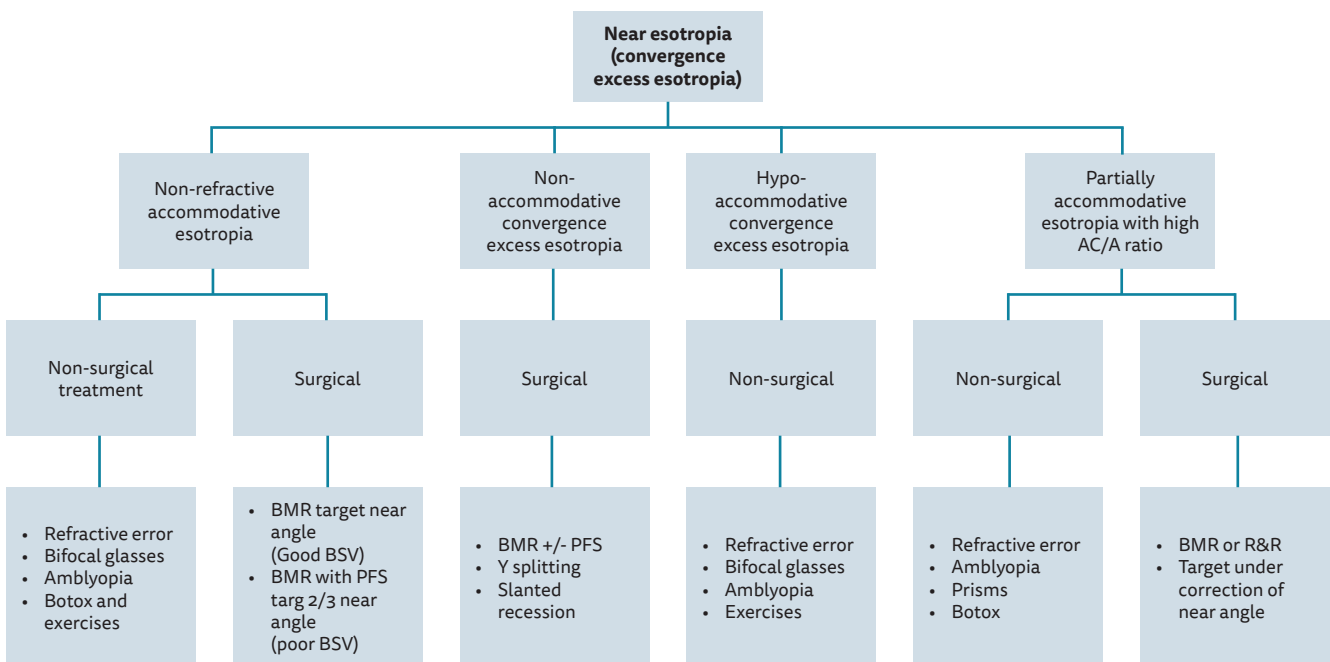 Near esotropia
(convergence
excess esotropia)
Non-refractive
accommodative
esotropia
Non-
accommodative
convergence
excess esotropia
Hypo-
accommodative
convergence
excess esotropia
Partially
accommodative
esotropia with high
AC/A ratio
Non-surgical
treatment
Surgical
Surgical
Non-surgical
Non-surgical
Surgical
• Refractive error
• Bifocal glasses
• Amblyopia
• Botox and
exercises
• BMR target near
angle
(Good BSV)
• BMR with PFS
targ 2/3 near
angle
(poor BSV)
• BMR +/- PFS
• Y splitting
• Slanted
recession
• Refractive error
• Bifocal glasses
• Amblyopia
• Exercises
• Refractive error
• Amblyopia
• Prisms
• Botox
• BMR or R&R
• Target under
correction of
near angle